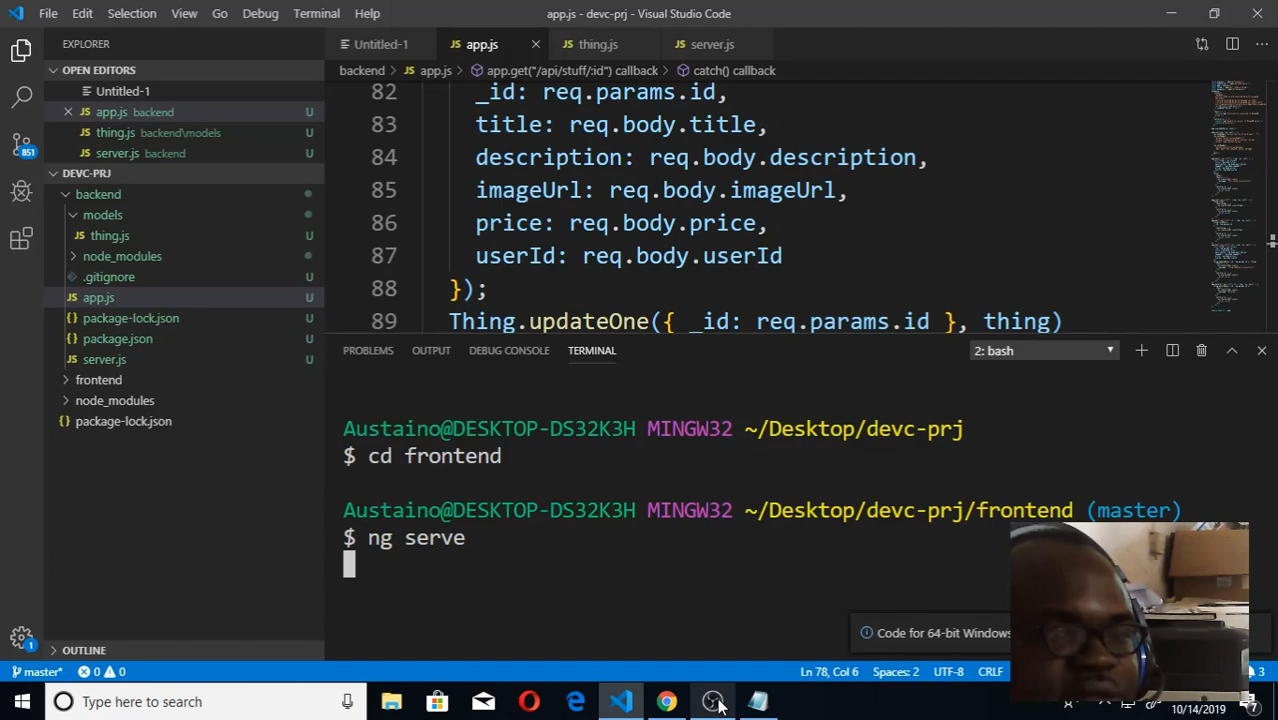 File Edit Selection View Go Debug Terminal Help
app.js - devc-prj - Visual Studio Code
EXPLORER
OPEN EDITORS
Untitled-1
app.js backend U
thing.js backend\models U
server.js backend U
DEVC-PRJ
backend
models
thing.js U
node_modules
.gitignore U
app.js U
package-lock.json U
package.json U
server.js U
frontend
node_modules
package-lock.json U
OUTLINE
851
1
Untitled-1
app.js
thing.js
server.js
backend > app.js > app.get("/api/stuff/:id") callback > catch() callback
82 _id: req.params.id,
83 title: req.body.title,
84 description: req.body.description,
85 imageUrl: req.body.imageUrl,
86 price: req.body.price,
87 userId: req.body.userId
88 });
89 Thing.updateOne({ _id: req.params.id }, thing)
PROBLEMS OUTPUT DEBUG CONSOLE TERMINAL
2: bash
Austaino@DESKTOP-DS32K3H MINGW32 ~/Desktop/devc-prj
$ cd frontend
Austaino@DESKTOP-DS32K3H MINGW32 ~/Desktop/devc-prj/frontend (master)
$ ng serve
Code for 64-bit Windows
master* 0 0
Ln 78, Col 6 Spaces: 2 UTF-8 CRLF
3
Type here to search
10/14/2019
7